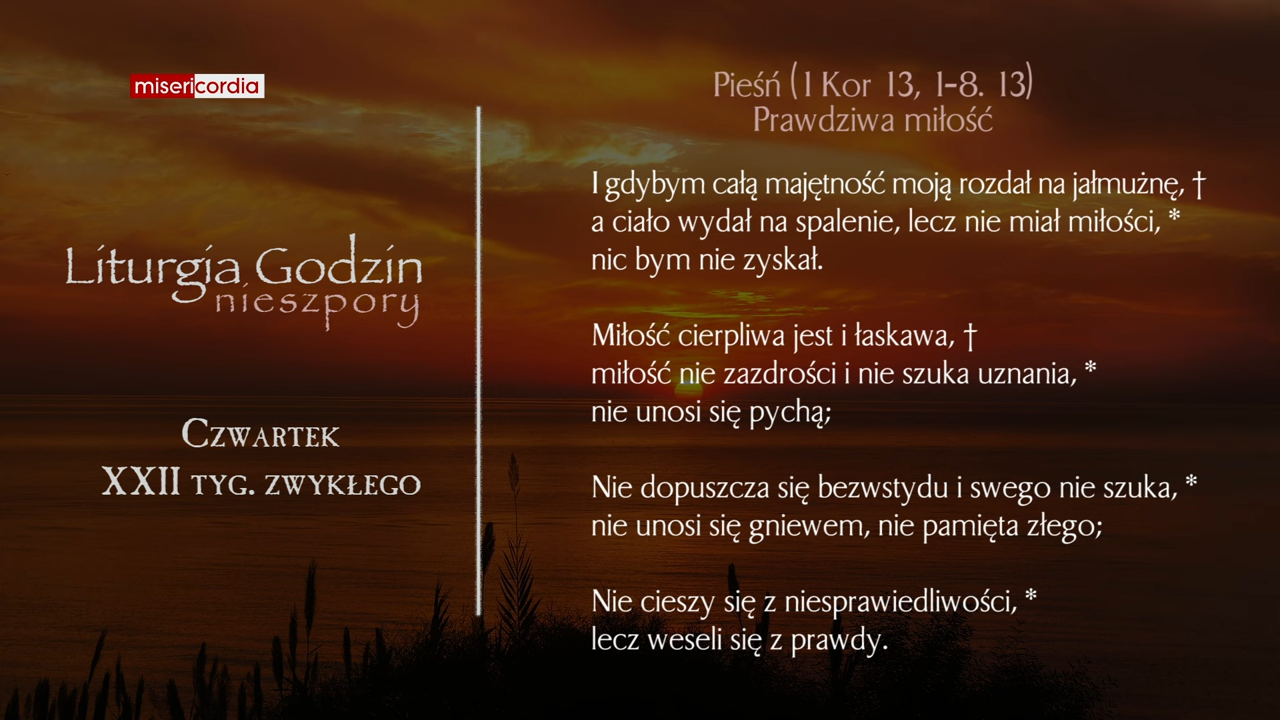 misericordia
Liturgia Godzin
nieszpory
Czwartek
XXII tyg. zwykłego
Pieśń (1 Kor 13, 1-8. 13)
Prawdziwa miłość
I gdybym całą majętność moją rozdał na jałmużnę, †
a ciało wydał na spalenie, lecz nie miał miłości, *
nic bym nie zyskał.
Miłość cierpliwa jest i łaskawa, †
miłość nie zazdrości i nie szuka uznania, *
nie unosi się pychą;
Nie dopuszcza się bezwstydu i swego nie szuka, *
nie unosi się gniewem, nie pamięta złego;
Nie cieszy się z niesprawiedliwości, *
lecz weseli się z prawdy.